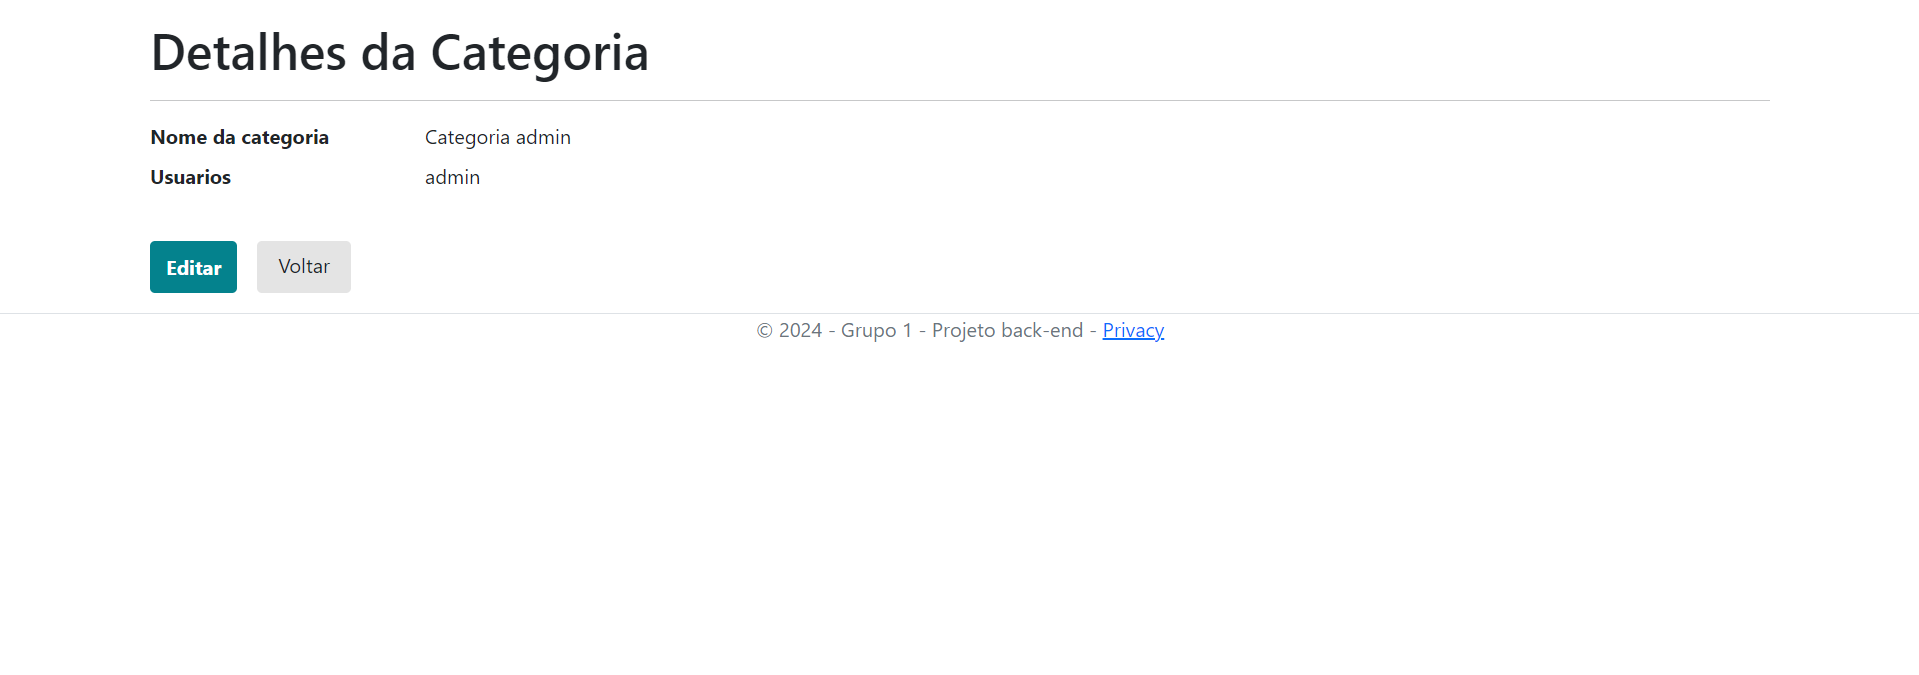 Detalhes da Categoria
Nome da categoria Categoria admin
Usuarios admin
Editar Voltar
© 2024 - Grupo 1 - Projeto back-end - Privacy